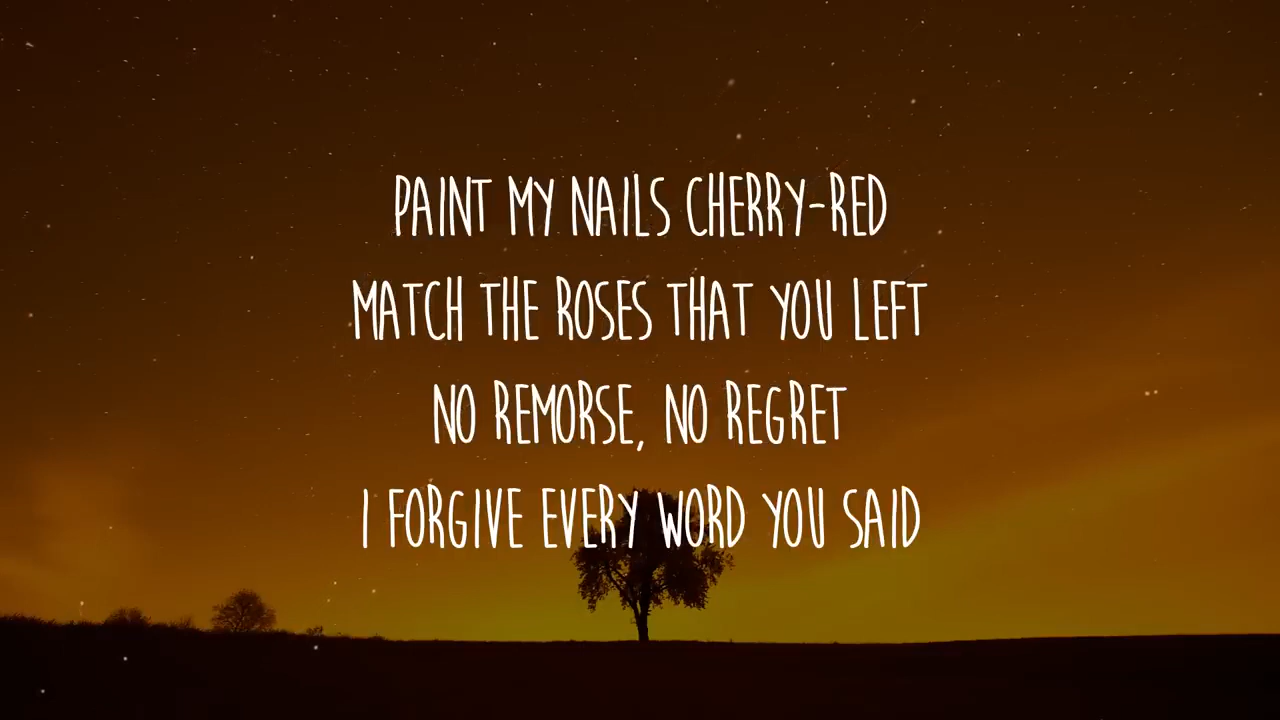 PAINT MY NAILS CHERRY-RED
MATCH THE ROSES THAT YOU LEFT
NO REMORSE, NO REGRET
I FORGIVE EVERY WORD YOU SAID